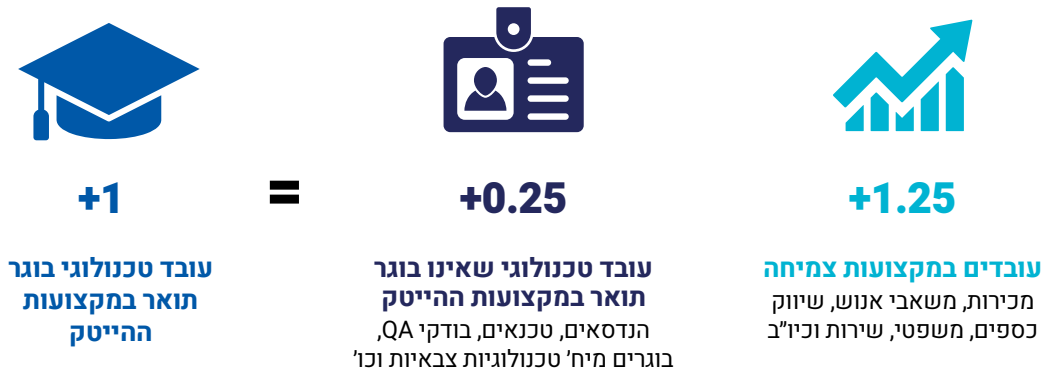 +1
עובד טכנולוגי בוגר
תואר במקצועות
ההייטק
=
+0.25
עובד טכנולוגי שאינו בוגר
תואר במקצועות ההייטק
הנדסאים, טכנאים, בודקי QA,
בוגרים מיח׳ טכנולוגיות צבאיות וכו׳
+1.25
עובדים במקצועות צמיחה
מכירות, משאבי אנוש, שיווק
כספים, משפטי, שירות וכיו״ב